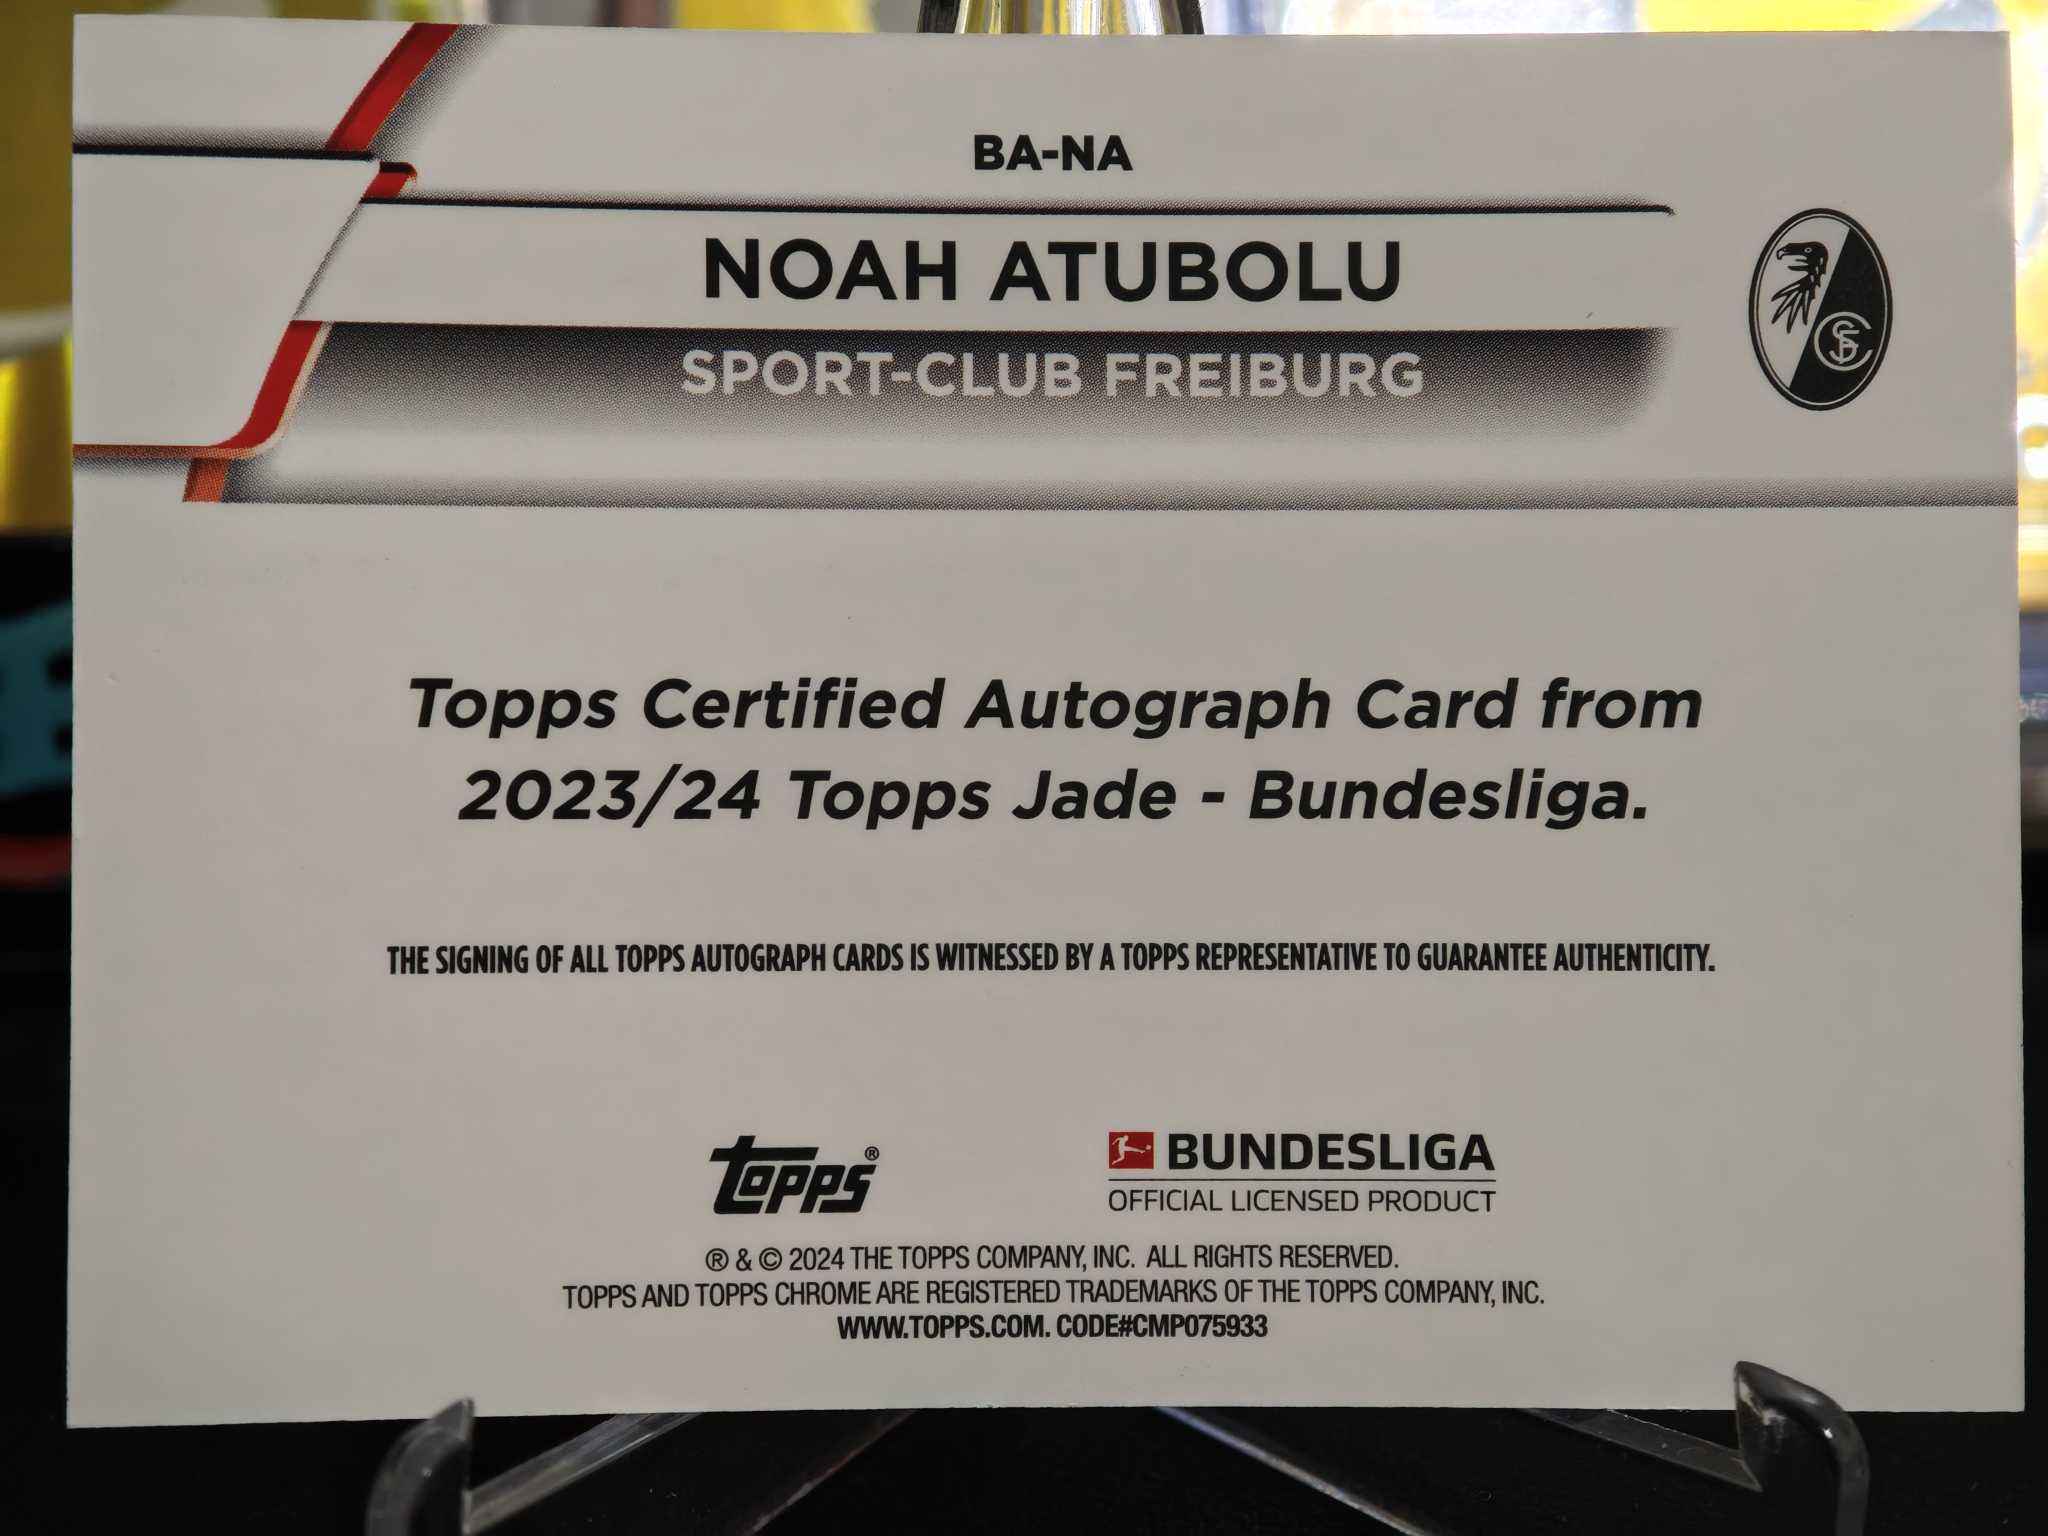 BA-NA
NOAH ATUBOLU
SPORT-CLUB FREIBURG
SCF
Topps Certified Autograph Card from
2023/24 Topps Jade - Bundesliga.
THE SIGNING OF ALL TOPPS AUTOGRAPH CARDS IS WITNESSED BY A TOPPS REPRESENTATIVE TO GUARANTEE AUTHENTICITY.
Topps®
BUNDESLIGA
OFFICIAL LICENSED PRODUCT
® & © 2024 THE TOPPS COMPANY, INC. ALL RIGHTS RESERVED.
TOPPS AND TOPPS CHROME ARE REGISTERED TRADEMARKS OF THE TOPPS COMPANY, INC.
WWW.TOPPS.COM. CODE#CMP075933